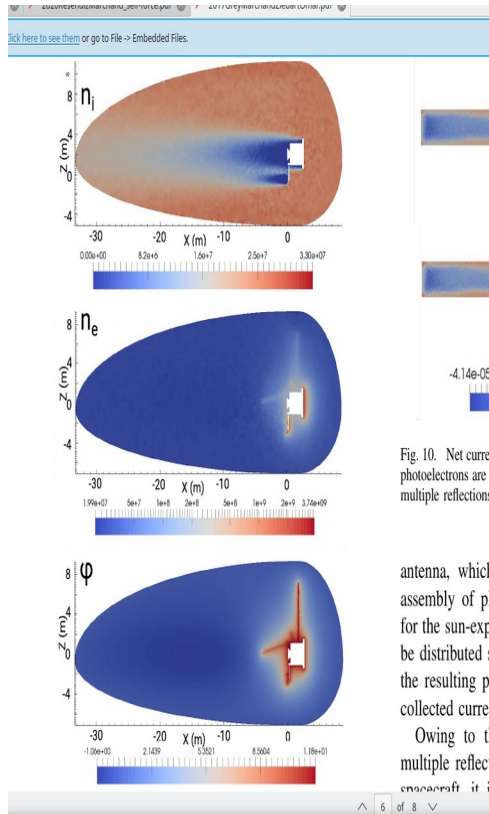 2020ResendizMarchand_self-force.pdf
2017GreyMarchandZiebartOmar.pdf
Click here to see them or go to File -> Embedded Files.
n_i
8
4
0
-4
Z (m)
-30
-20
-10
0
X (m)
0.00e+00
8.2e+6
1.6e+7
2.5e+7
3.30e+07
n_e
8
4
0
-4
Z (m)
-30
-20
-10
0
X (m)
1.99e+07
5e+7
1e+8
2e+8
5e+8
1e+9
2e+9
3.74e+09
φ
8
4
0
-4
Z (m)
-30
-20
-10
0
X (m)
-1.06e+00
2.1439
5.3521
8.5604
1.18e+01
-4.14e-05
Fig. 10. Net curre
photoelectrons are
multiple reflections
antenna, which
assembly of p
for the sun-exp
be distributed s
the resulting p
collected curre
Owing to t
multiple reflec
spacecraft, it i
6 of 8